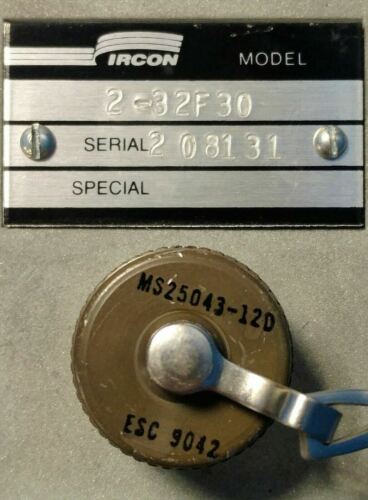 IRCON MODEL
2-32F30
SERIAL 2 08131
SPECIAL
MS25043-12D
ESC 9042